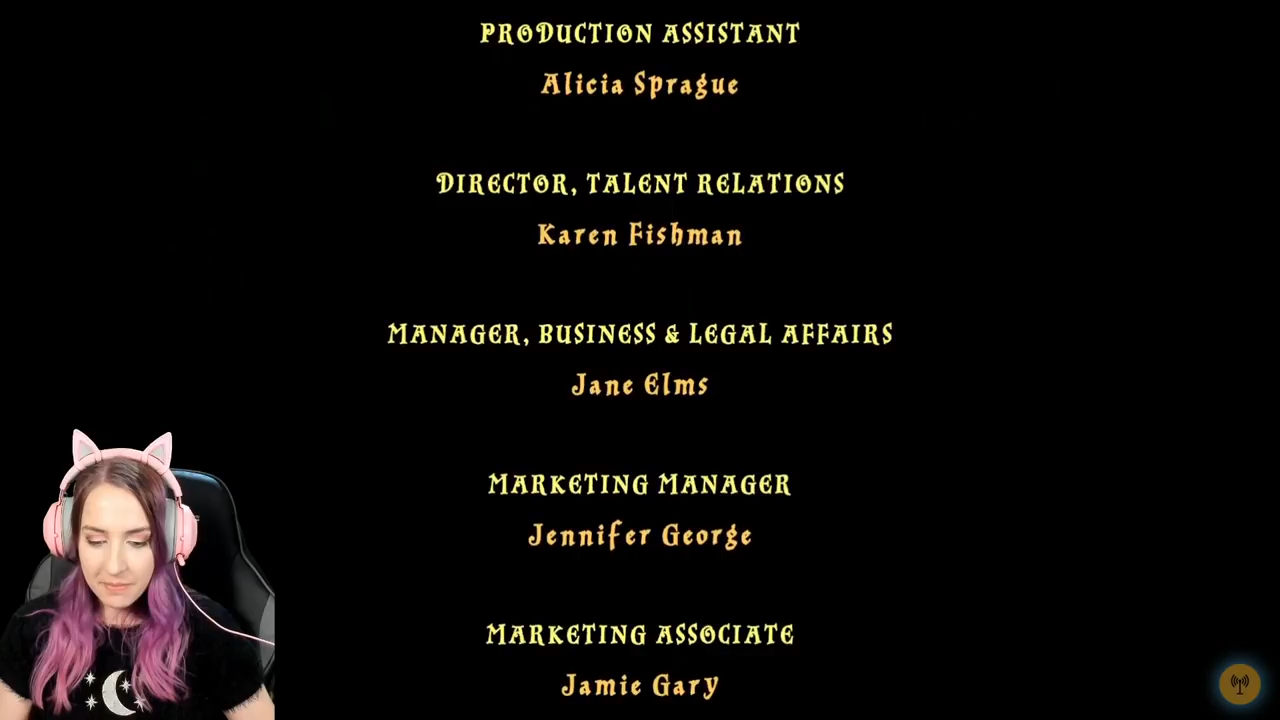 PRODUCTION ASSISTANT
Alicia Sprague
DIRECTOR, TALENT RELATIONS
Karen Fishman
MANAGER, BUSINESS & LEGAL AFFAIRS
Jane Elms
MARKETING MANAGER
Jennifer George
MARKETING ASSOCIATE
Jamie Gary